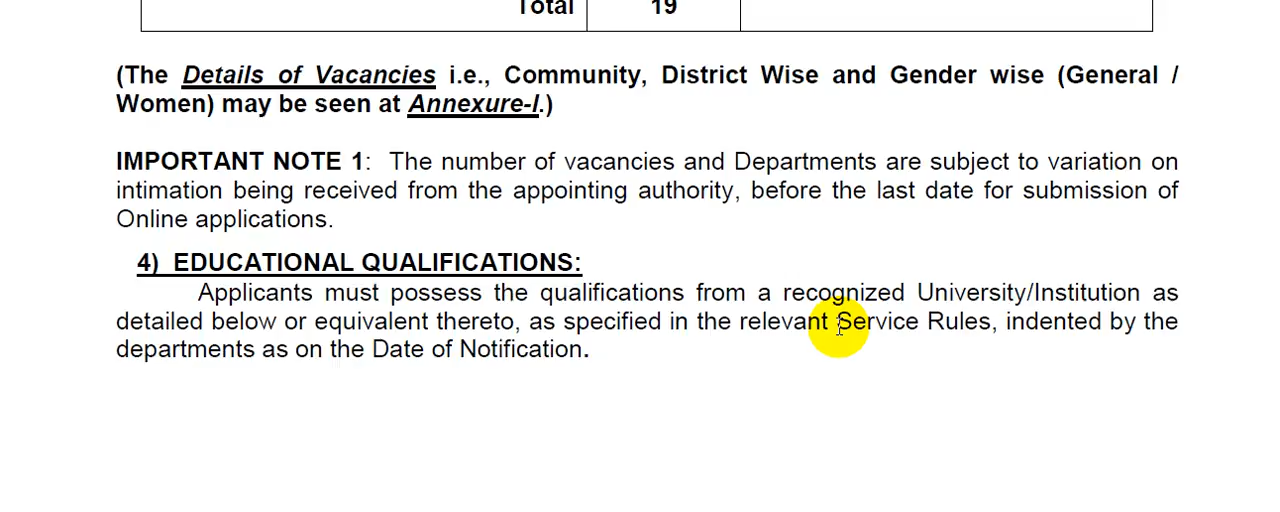 Total 19
(The Details of Vacancies i.e., Community, District Wise and Gender wise (General /
Women) may be seen at Annexure-I.)
IMPORTANT NOTE 1: The number of vacancies and Departments are subject to variation on
intimation being received from the appointing authority, before the last date for submission of
Online applications.
4) EDUCATIONAL QUALIFICATIONS:
Applicants must possess the qualifications from a recognized University/Institution as
detailed below or equivalent thereto, as specified in the relevant Service Rules, indented by the
departments as on the Date of Notification.